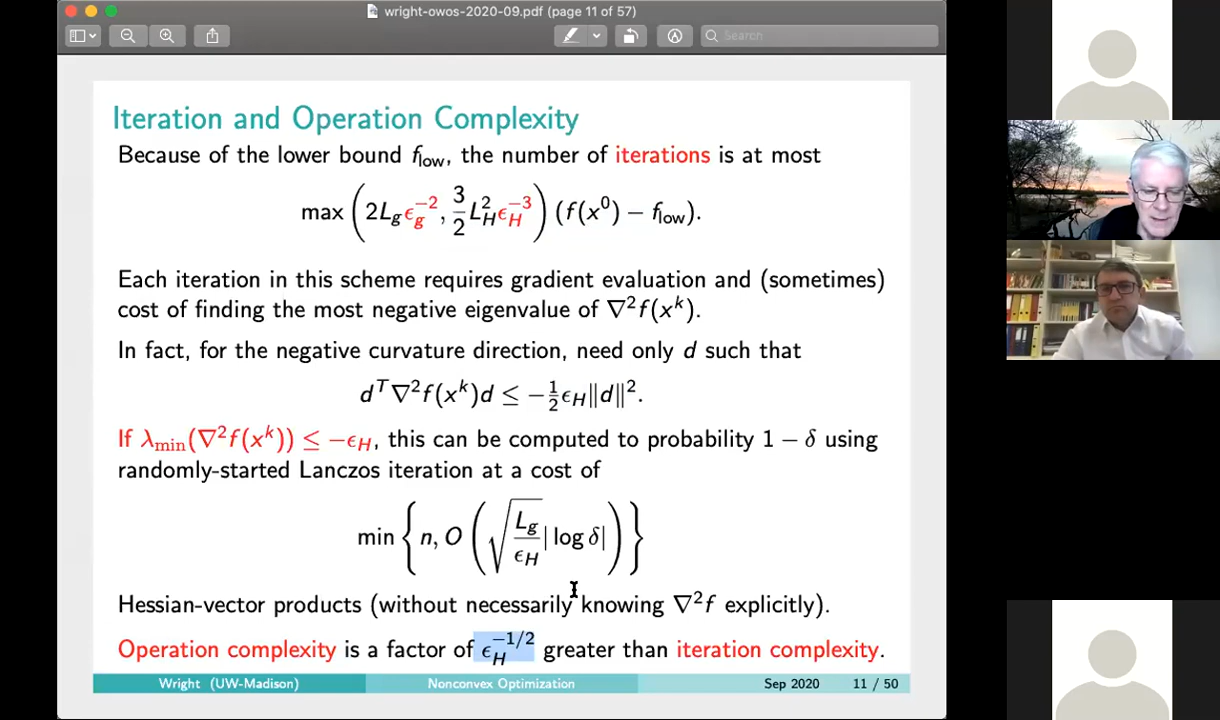 wright-owos-2020-09.pdf (page 11 of 57)
Search
Iteration and Operation Complexity
Because of the lower bound f_low, the number of iterations is at most
max (2L_g ϵ_g^{-2}, 3/2 L_H^2 ϵ_H^{-3}) (f(x^0) − f_low).
Each iteration in this scheme requires gradient evaluation and (sometimes)
cost of finding the most negative eigenvalue of ∇²f(x^k).
In fact, for the negative curvature direction, need only d such that
d^T ∇²f(x^k)d ≤ −½ϵ_H‖d‖².
If λ_min(∇²f(x^k)) ≤ −ϵ_H, this can be computed to probability 1 − δ using
randomly-started Lanczos iteration at a cost of
min {n, O (√(L_g/ϵ_H) | log δ|)}
Hessian-vector products (without necessarily knowing ∇²f explicitly).
Operation complexity is a factor of ϵ_H^{-1/2} greater than iteration complexity.
Wright (UW-Madison) Nonconvex Optimization Sep 2020 11 / 50